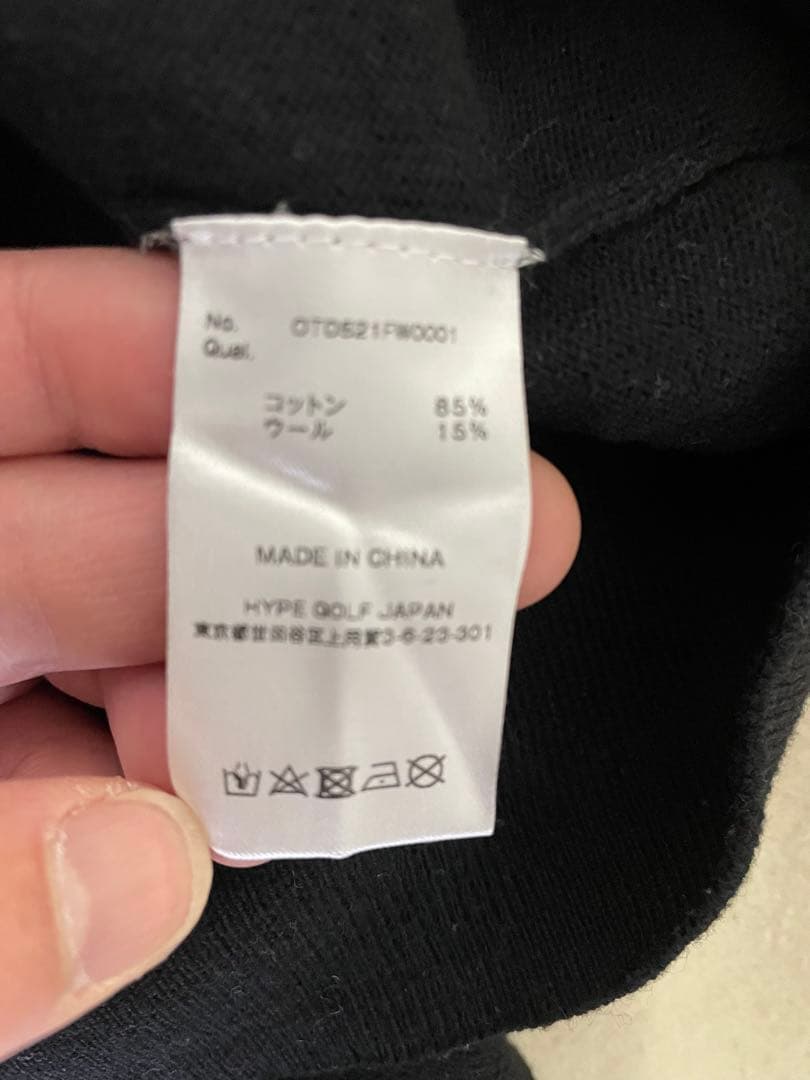 No. OTDS21FW0001
Qual.
コットン 85%
ウール 15%
MADE IN CHINA
HYPE GOLF JAPAN
東京都世田谷区上用賀3-6-23-301